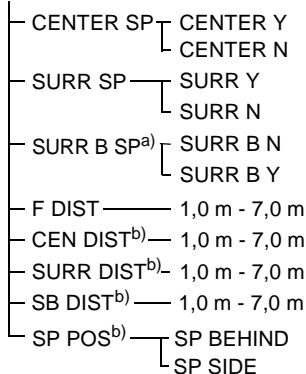 CENTER SP CENTER Y
CENTER N
SURR SP SURR Y
SURR N
SURR B SPa) SURR B N
SURR B Y
F DIST 1,0 m - 7,0 m
CEN DISTb) 1,0 m - 7,0 m
SURR DISTb) 1,0 m - 7,0 m
SB DISTb) 1,0 m - 7,0 m
SP POSb) SP BEHIND
SP SIDE